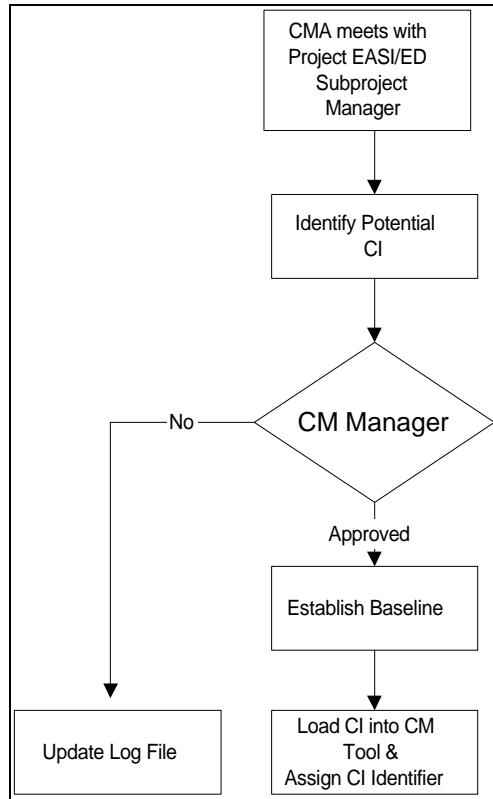 CMA meets with
Project EASI/ED
Subproject
Manager
Identify Potential
CI
CM Manager
No
Approved
Establish Baseline
Update Log File
Load CI into CM
Tool &
Assign CI Identifier